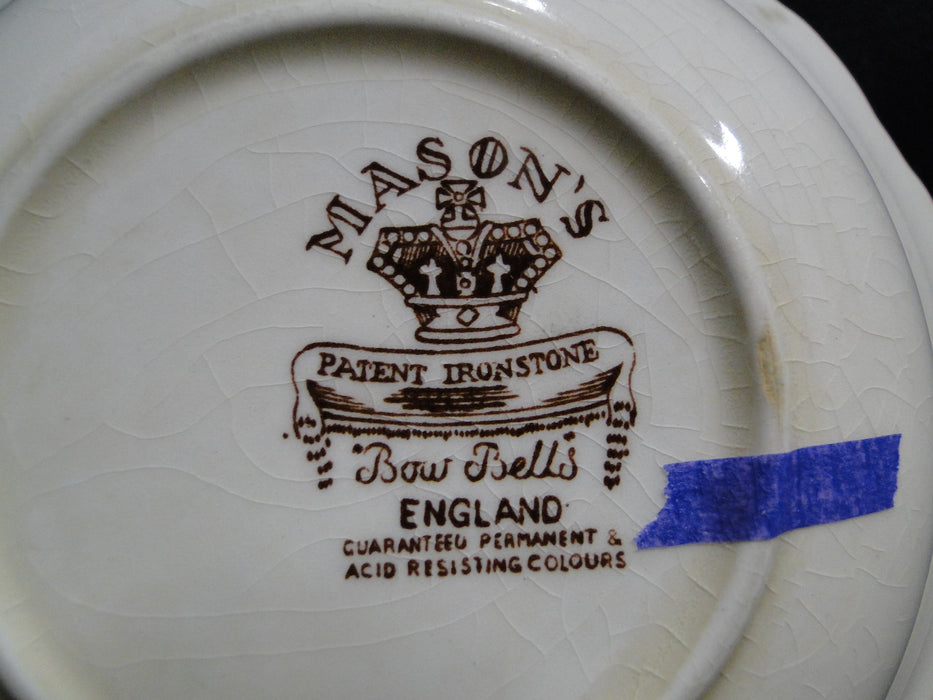 MASON'S
PATENT IRONSTONE
"Bow Bells"
ENGLAND
GUARANTEED PERMANENT &
ACID RESISTING COLOURS